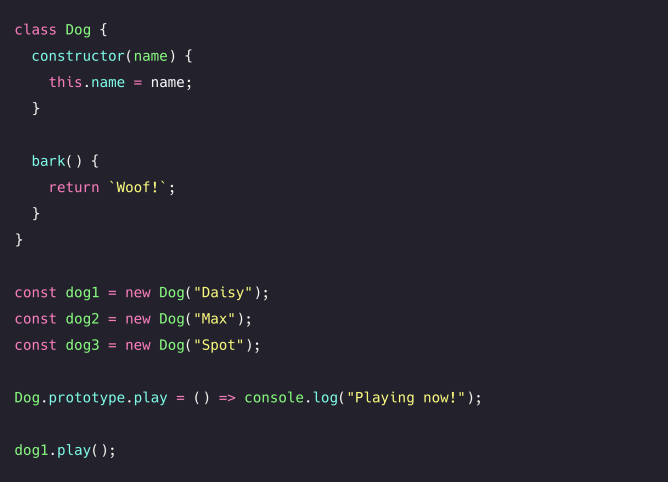 class Dog {
  constructor(name) {
    this.name = name;
  }

  bark() {
    return `Woof!`;
  }
}

const dog1 = new Dog("Daisy");
const dog2 = new Dog("Max");
const dog3 = new Dog("Spot");

Dog.prototype.play = () => console.log("Playing now!");

dog1.play();